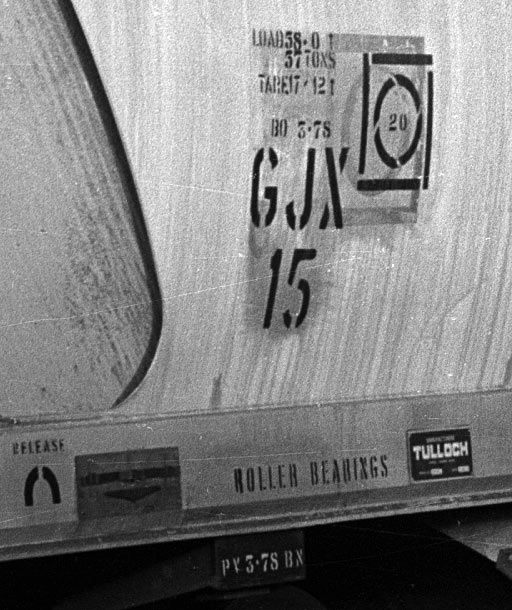 LOAD 58·0 t
57 TONS
TARE 17·12 t
BO 3·78
20
GJX
15
RELEASE
ROLLER BEARINGS
TULLOCH
PV 3·78 BN